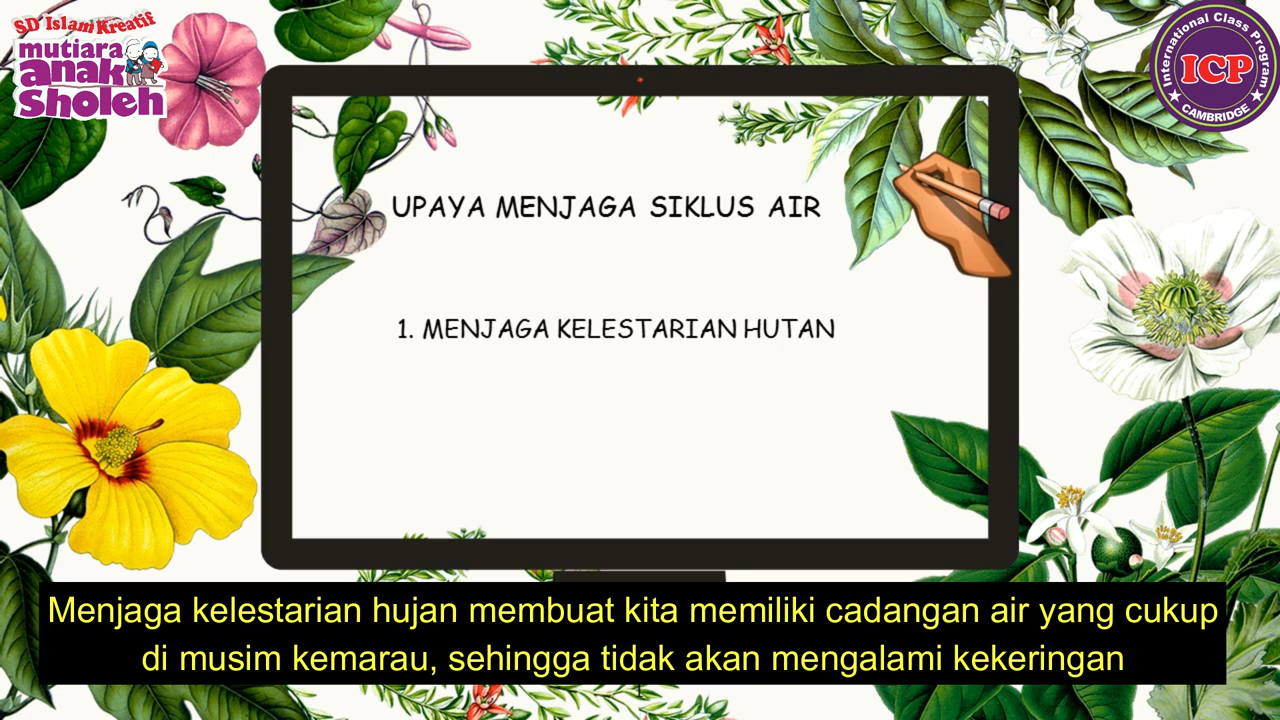 SD Islam Kreatif
mutiara
anak
Sholeh
International Class Program
ICP
CAMBRIDGE
UPAYA MENJAGA SIKLUS AIR
1. MENJAGA KELESTARIAN HUTAN
Menjaga kelestarian hujan membuat kita memiliki cadangan air yang cukup
di musim kemarau, sehingga tidak akan mengalami kekeringan